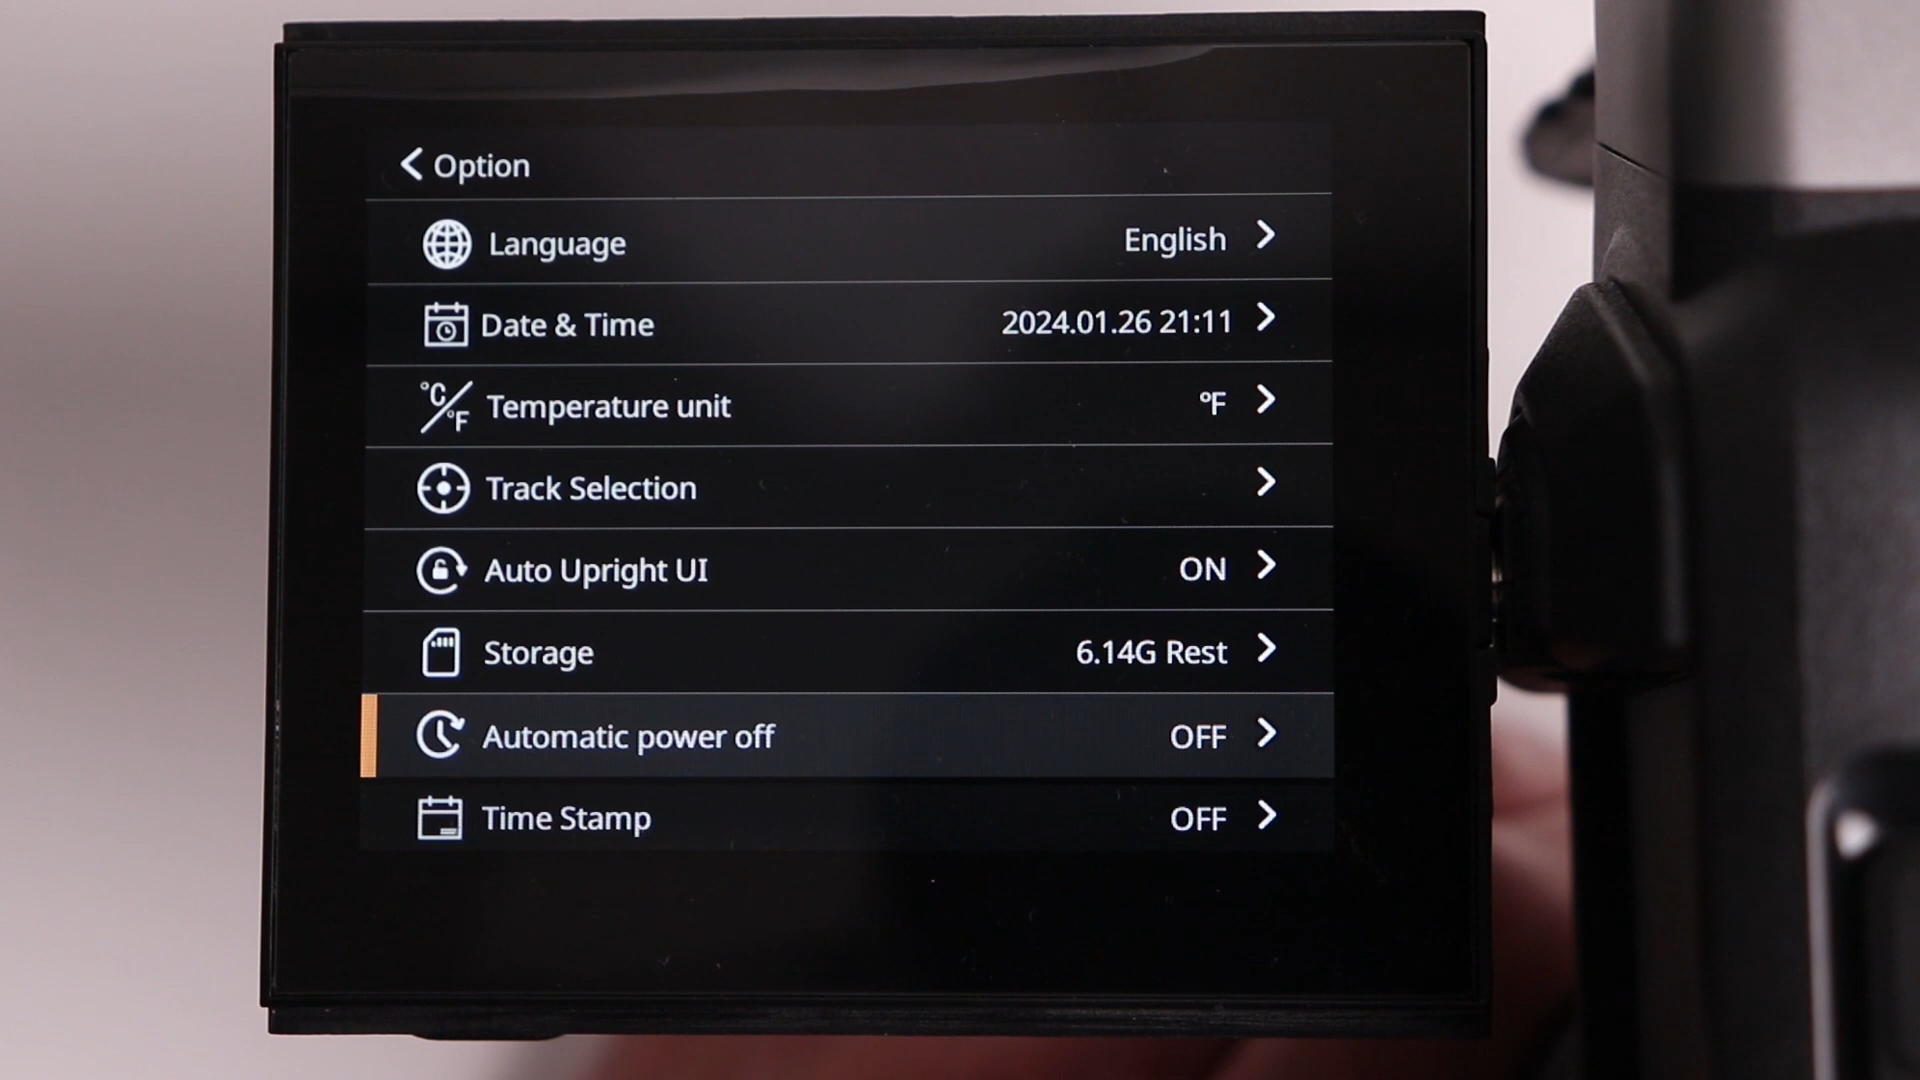 Option
Language English
Date & Time 2024.01.26 21:11
°C/°F Temperature unit °F
Track Selection
Auto Upright UI ON
Storage 6.14G Rest
Automatic power off OFF
Time Stamp OFF